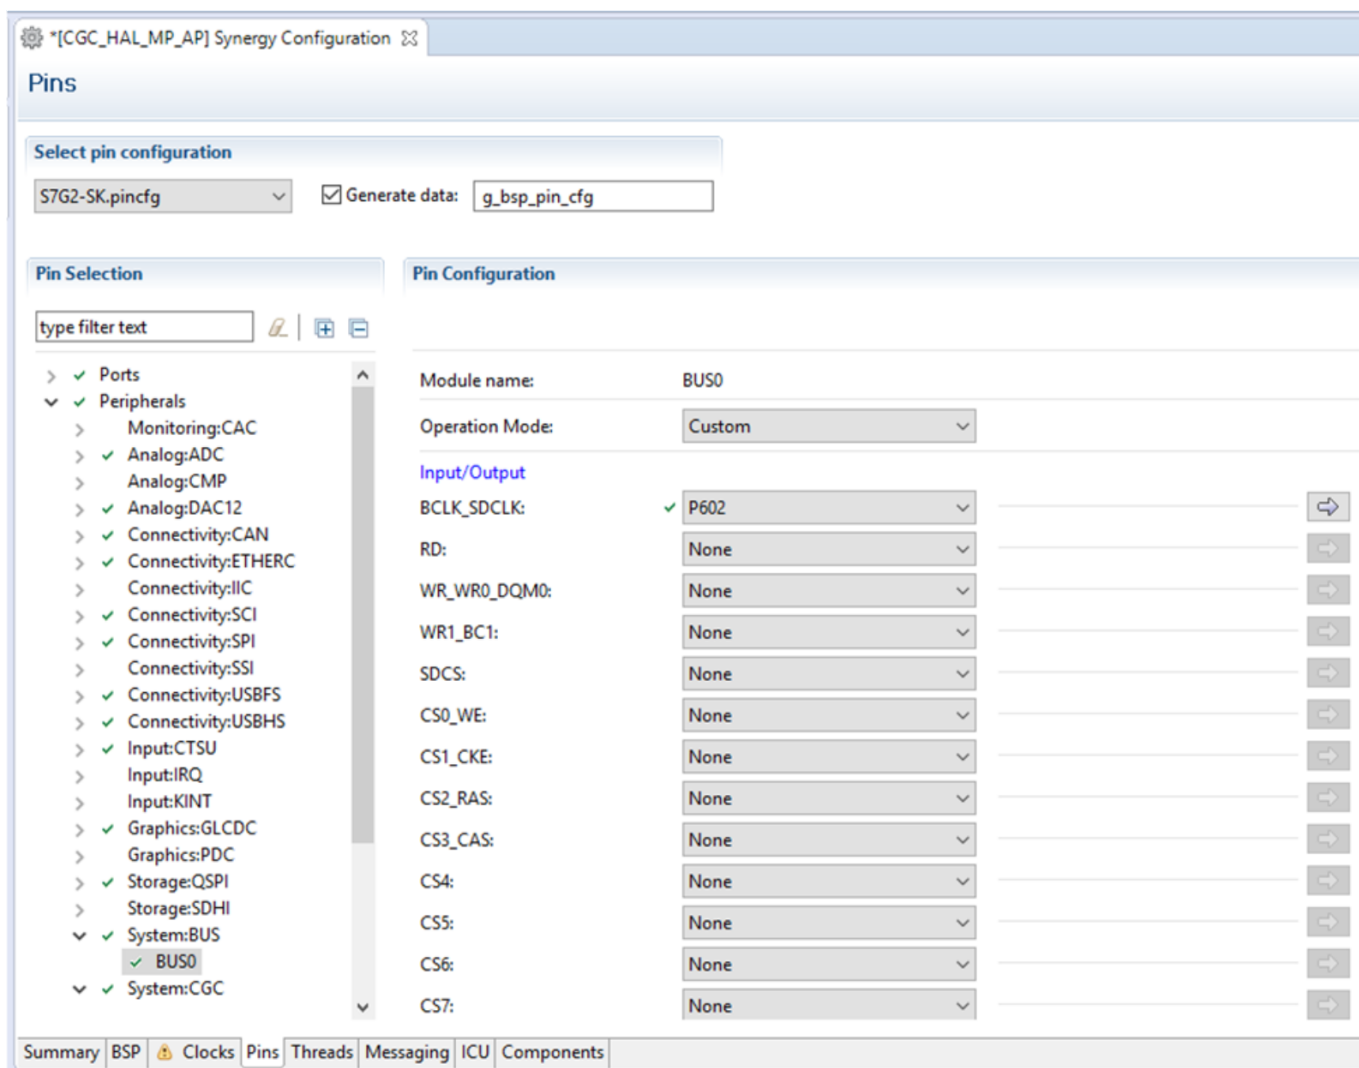 *[CGC_HAL_MP_AP] Synergy Configuration
Pins
Select pin configuration
S7G2-SK.pincfg Generate data: g_bsp_pin_cfg
Pin Selection
type filter text
Ports
Peripherals
Monitoring:CAC
Analog:ADC
Analog:CMP
Analog:DAC12
Connectivity:CAN
Connectivity:ETHERC
Connectivity:IIC
Connectivity:SCI
Connectivity:SPI
Connectivity:SSI
Connectivity:USBFS
Connectivity:USBHS
Input:CTSU
Input:IRQ
Input:KINT
Graphics:GLCDC
Graphics:PDC
Storage:QSPI
Storage:SDHI
System:BUS
BUS0
System:CGC
Pin Configuration
Module name: BUS0
Operation Mode: Custom
Input/Output
BCLK_SDCLK: P602
RD: None
WR_WR0_DQM0: None
WR1_BC1: None
SDCS: None
CS0_WE: None
CS1_CKE: None
CS2_RAS: None
CS3_CAS: None
CS4: None
CS5: None
CS6: None
CS7: None
Summary BSP Clocks Pins Threads Messaging ICU Components